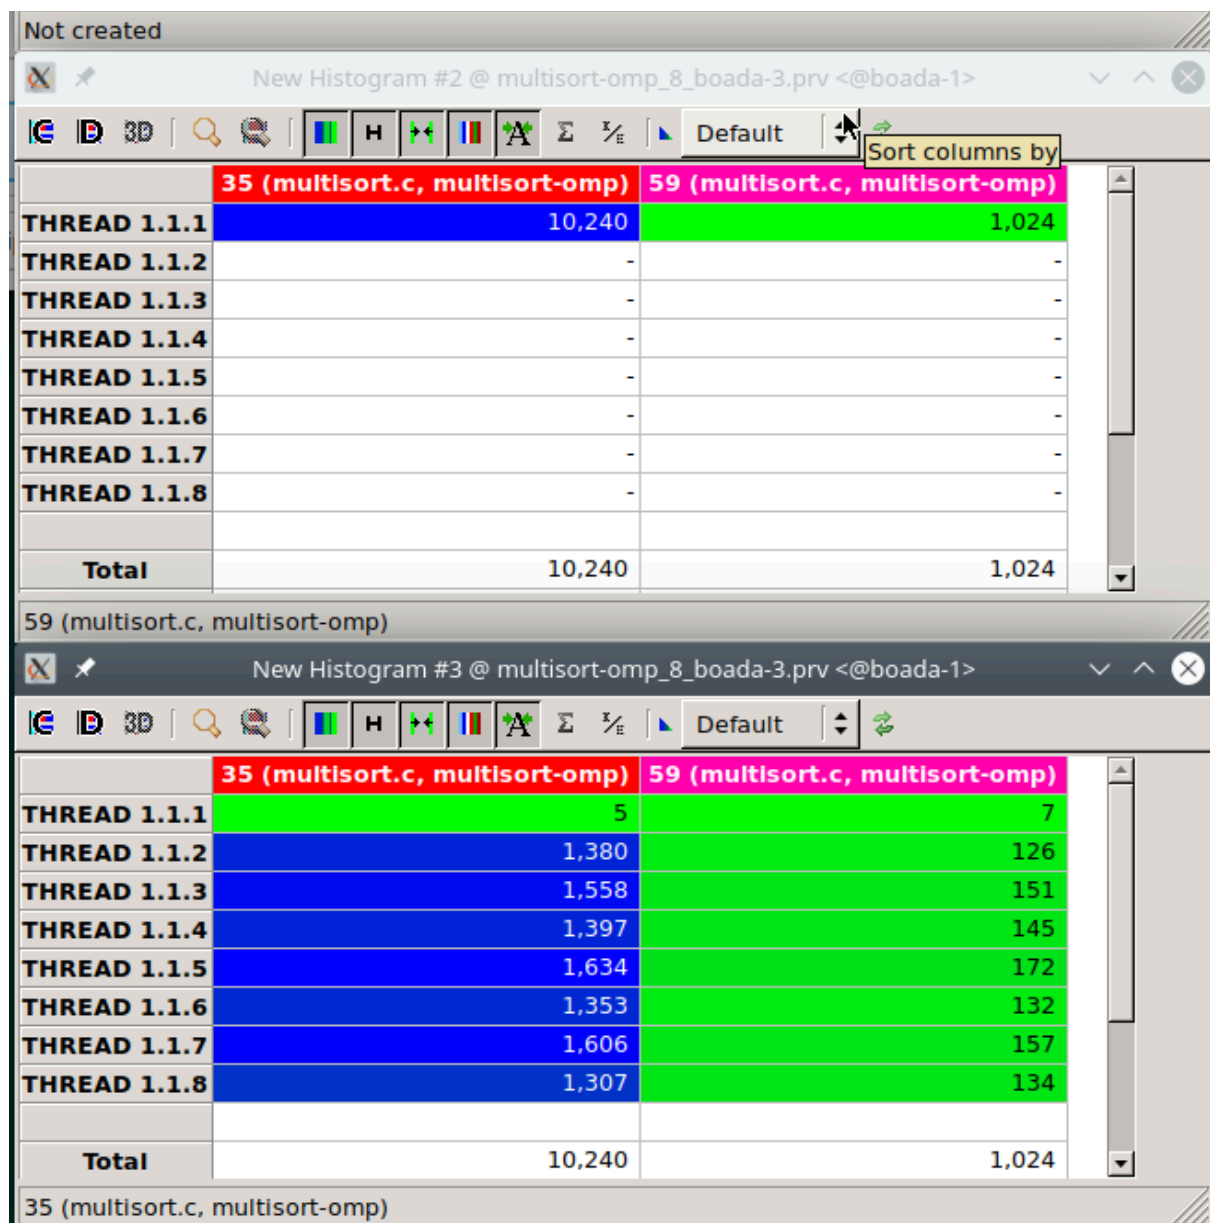 Not created
New Histogram #2 @ multisort-omp_8_boada-3.prv <@boada-1>
3D Σ Default
Sort columns by
35 (multisort.c, multisort-omp) 59 (multisort.c, multisort-omp)
THREAD 1.1.1 10,240 1,024
THREAD 1.1.2 - -
THREAD 1.1.3 - -
THREAD 1.1.4 - -
THREAD 1.1.5 - -
THREAD 1.1.6 - -
THREAD 1.1.7 - -
THREAD 1.1.8 - -
Total 10,240 1,024
59 (multisort.c, multisort-omp)
New Histogram #3 @ multisort-omp_8_boada-3.prv <@boada-1>
3D Σ Default
35 (multisort.c, multisort-omp) 59 (multisort.c, multisort-omp)
THREAD 1.1.1 5 7
THREAD 1.1.2 1,380 126
THREAD 1.1.3 1,558 151
THREAD 1.1.4 1,397 145
THREAD 1.1.5 1,634 172
THREAD 1.1.6 1,353 132
THREAD 1.1.7 1,606 157
THREAD 1.1.8 1,307 134
Total 10,240 1,024
35 (multisort.c, multisort-omp)